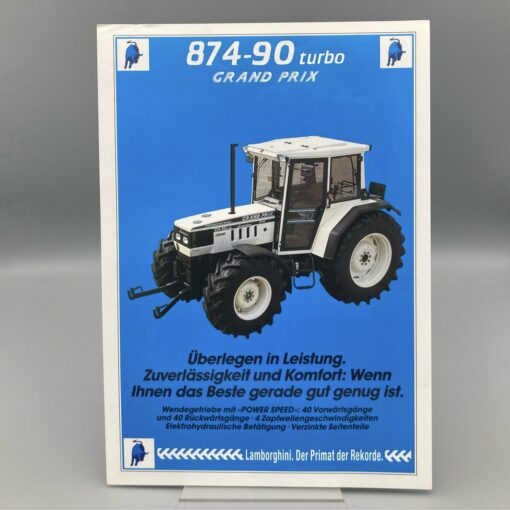 874-90 turbo
GRAND PRIX
GRAND PRIX
Überlegen in Leistung.
Zuverlässigkeit und Komfort: Wenn
Ihnen das Beste gerade gut genug ist.
Wendegetriebe mit »POWER SPEED«: 40 Vorwärtsgänge
und 40 Rückwärtsgänge · 4 Zapfwellengeschwindigkeiten
Elektrohydraulische Betätigung · Verzinkte Seitenteile
Lamborghini. Der Primat der Rekorde.